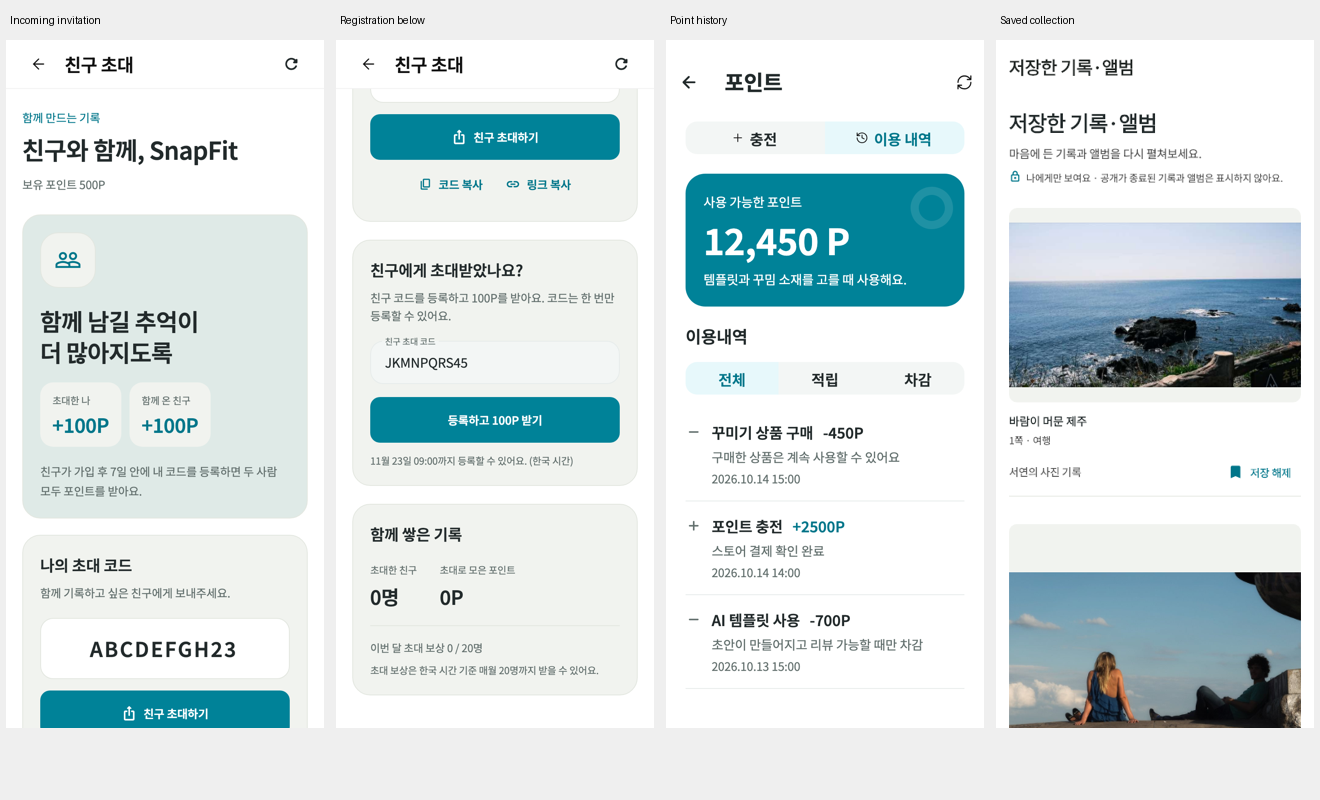 Incoming invitation
친구 초대
함께 만드는 기록
친구와 함께, SnapFit
보유 포인트 500P
함께 남길 추억이
더 많아지도록
초대한 나
+100P
함께 온 친구
+100P
친구가 가입 후 7일 안에 내 코드를 등록하면 두 사람
모두 포인트를 받아요.
나의 초대 코드
함께 기록하고 싶은 친구에게 보내주세요.
ABCDEFGH23
친구 초대하기
Registration below
친구 초대
친구 초대하기
코드 복사
링크 복사
친구에게 초대받았나요?
친구 코드를 등록하고 100P를 받아요. 코드는 한 번만
등록할 수 있어요.
친구 초대 코드
JKMNPQRS45
등록하고 100P 받기
11월 23일 09:00까지 등록할 수 있어요. (한국 시간)
함께 쌓은 기록
초대한 친구
0명
초대로 모은 포인트
0P
이번 달 초대 보상 0 / 20명
초대 보상은 한국 시간 기준 매월 20명까지 받을 수 있어요.
Point history
포인트
충전
이용 내역
사용 가능한 포인트
12,450 P
템플릿과 꾸밈 소재를 고를 때 사용해요.
이용내역
전체
적립
차감
꾸미기 상품 구매 -450P
구매한 상품은 계속 사용할 수 있어요
2026.10.14 15:00
포인트 충전 +2500P
스토어 결제 확인 완료
2026.10.14 14:00
AI 템플릿 사용 -700P
초안이 만들어지고 리뷰 가능할 때만 차감
2026.10.13 15:00
Saved collection
저장한 기록·앨범
저장한 기록·앨범
마음에 든 기록과 앨범을 다시 펼쳐보세요.
나에게만 보여요 · 공개가 종료된 기록과 앨범은 표시하지 않아요.
바람이 머문 제주
1쪽 · 여행
서연의 사진 기록
저장 해제